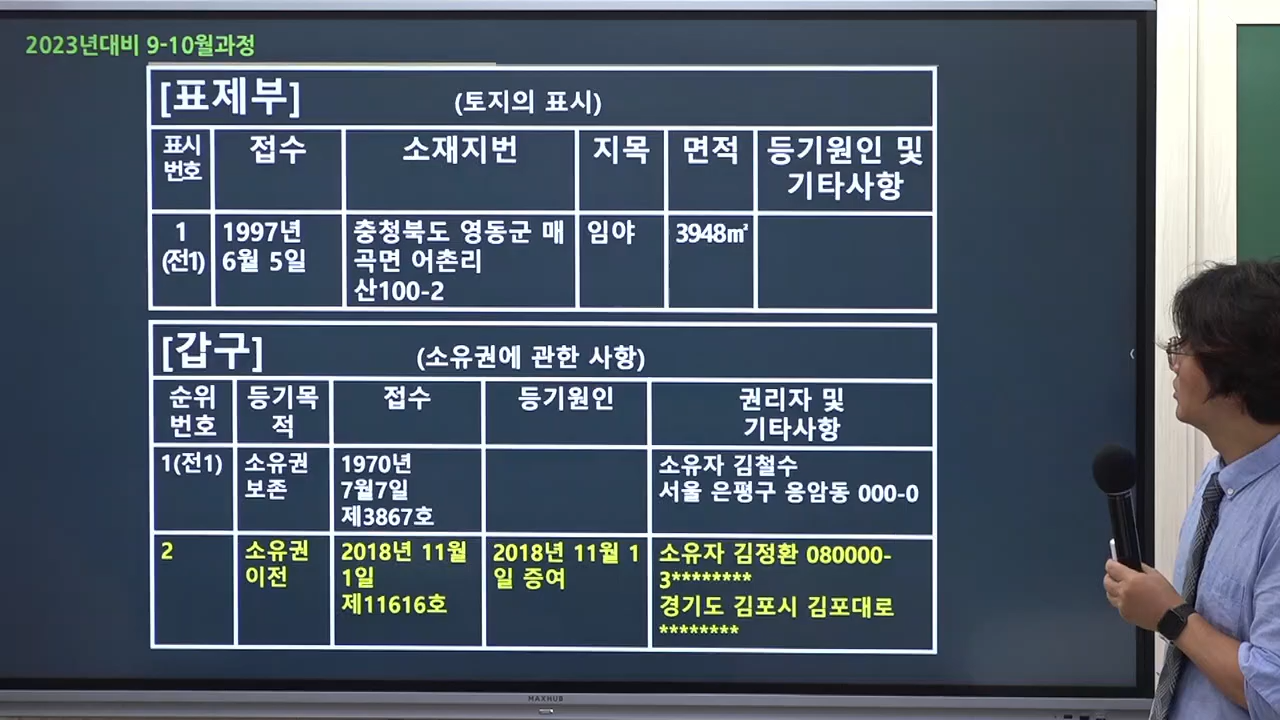 2023년대비 9-10월과정
[표제부] (토지의 표시)
표시
번호
접수
소재지번
지목
면적
등기원인 및
기타사항
1
(전1)
1997년
6월 5일
충청북도 영동군 매
곡면 어촌리
산100-2
임야
3948㎡
[갑구] (소유권에 관한 사항)
순위
번호
등기목
적
접수
등기원인
권리자 및
기타사항
1(전1)
소유권
보존
1970년
7월7일
제3867호
소유자 김철수
서울 은평구 응암동 000-0
2
소유권
이전
2018년 11월
1일
제11616호
2018년 11월 1
일 증여
소유자 김정환 080000-
3********
경기도 김포시 김포대로
********
MAXHUB